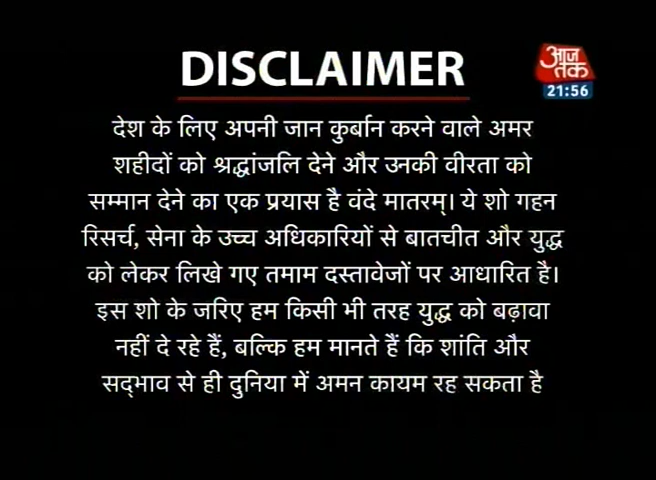 DISCLAIMER
आज
तक
21:56
देश के लिए अपनी जान कुर्बान करने वाले अमर
शहीदों को श्रद्धांजलि देने और उनकी वीरता को
सम्मान देने का एक प्रयास है वंदे मातरम्। ये शो गहन
रिसर्च, सेना के उच्च अधिकारियों से बातचीत और युद्ध
को लेकर लिखे गए तमाम दस्तावेजों पर आधारित है।
इस शो के जरिए हम किसी भी तरह युद्ध को बढ़ावा
नहीं दे रहे हैं, बल्कि हम मानते हैं कि शांति और
सद्भाव से ही दुनिया में अमन कायम रह सकता है